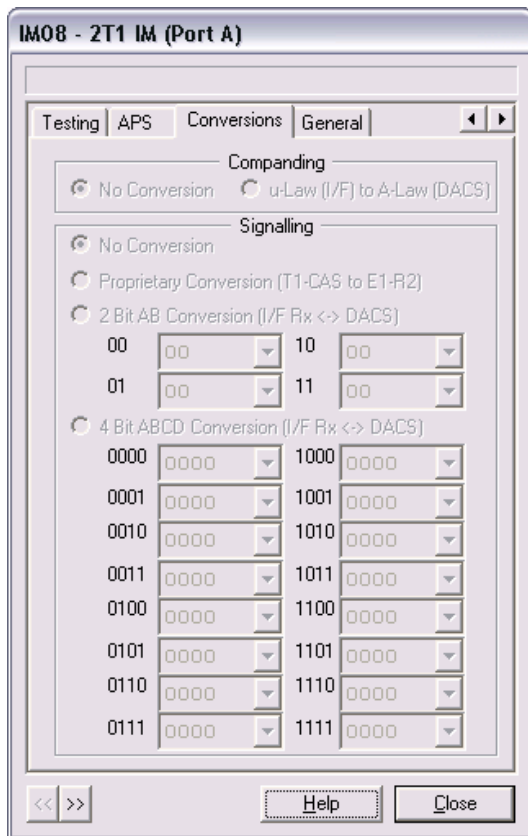 IM08 - 2T1 IM (Port A)
Testing APS Conversions General
Companding
No Conversion u-Law (I/F) to A-Law (DACS)
Signalling
No Conversion
Proprietary Conversion (T1-CAS to E1-R2)
2 Bit AB Conversion (I/F Rx <-> DACS)
00 00 10 00
01 00 11 00
4 Bit ABCD Conversion (I/F Rx <-> DACS)
0000 0000 1000 0000
0001 0000 1001 0000
0010 0000 1010 0000
0011 0000 1011 0000
0100 0000 1100 0000
0101 0000 1101 0000
0110 0000 1110 0000
0111 0000 1111 0000
<< >> Help Close